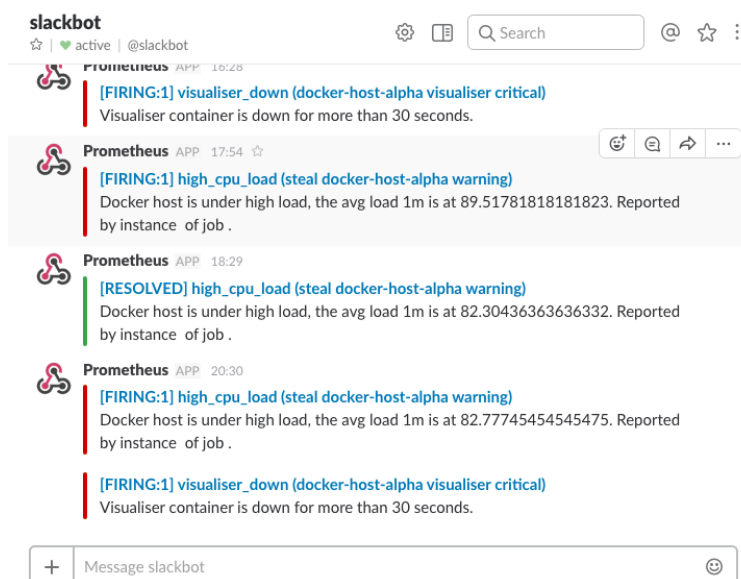 slackbot
active | @slackbot
Search
Prometheus APP 16:28
[FIRING:1] visualiser_down (docker-host-alpha visualiser critical)
Visualiser container is down for more than 30 seconds.
Prometheus APP 17:54
[FIRING:1] high_cpu_load (steal docker-host-alpha warning)
Docker host is under high load, the avg load 1m is at 89.51781818181823. Reported
by instance  of job .
Prometheus APP 18:29
[RESOLVED] high_cpu_load (steal docker-host-alpha warning)
Docker host is under high load, the avg load 1m is at 82.30436363636332. Reported
by instance  of job .
Prometheus APP 20:30
[FIRING:1] high_cpu_load (steal docker-host-alpha warning)
Docker host is under high load, the avg load 1m is at 82.77745454545475. Reported
by instance  of job .
[FIRING:1] visualiser_down (docker-host-alpha visualiser critical)
Visualiser container is down for more than 30 seconds.
Message slackbot